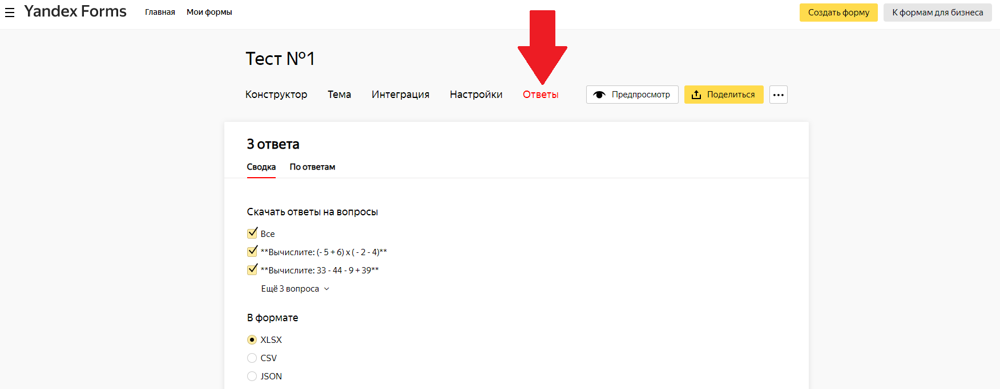 Yandex Forms Главная Мои формы Создать форму К формам для бизнеса
Тест №1
Конструктор Тема Интеграция Настройки Ответы Предпросмотр Поделиться
3 ответа
Сводка По ответам
Скачать ответы на вопросы
Все
**Вычислите: (- 5 + 6) x ( - 2 - 4)**
**Вычислите: 33 - 44 - 9 + 39**
Ещё 3 вопроса
В формате
XLSX
CSV
JSON